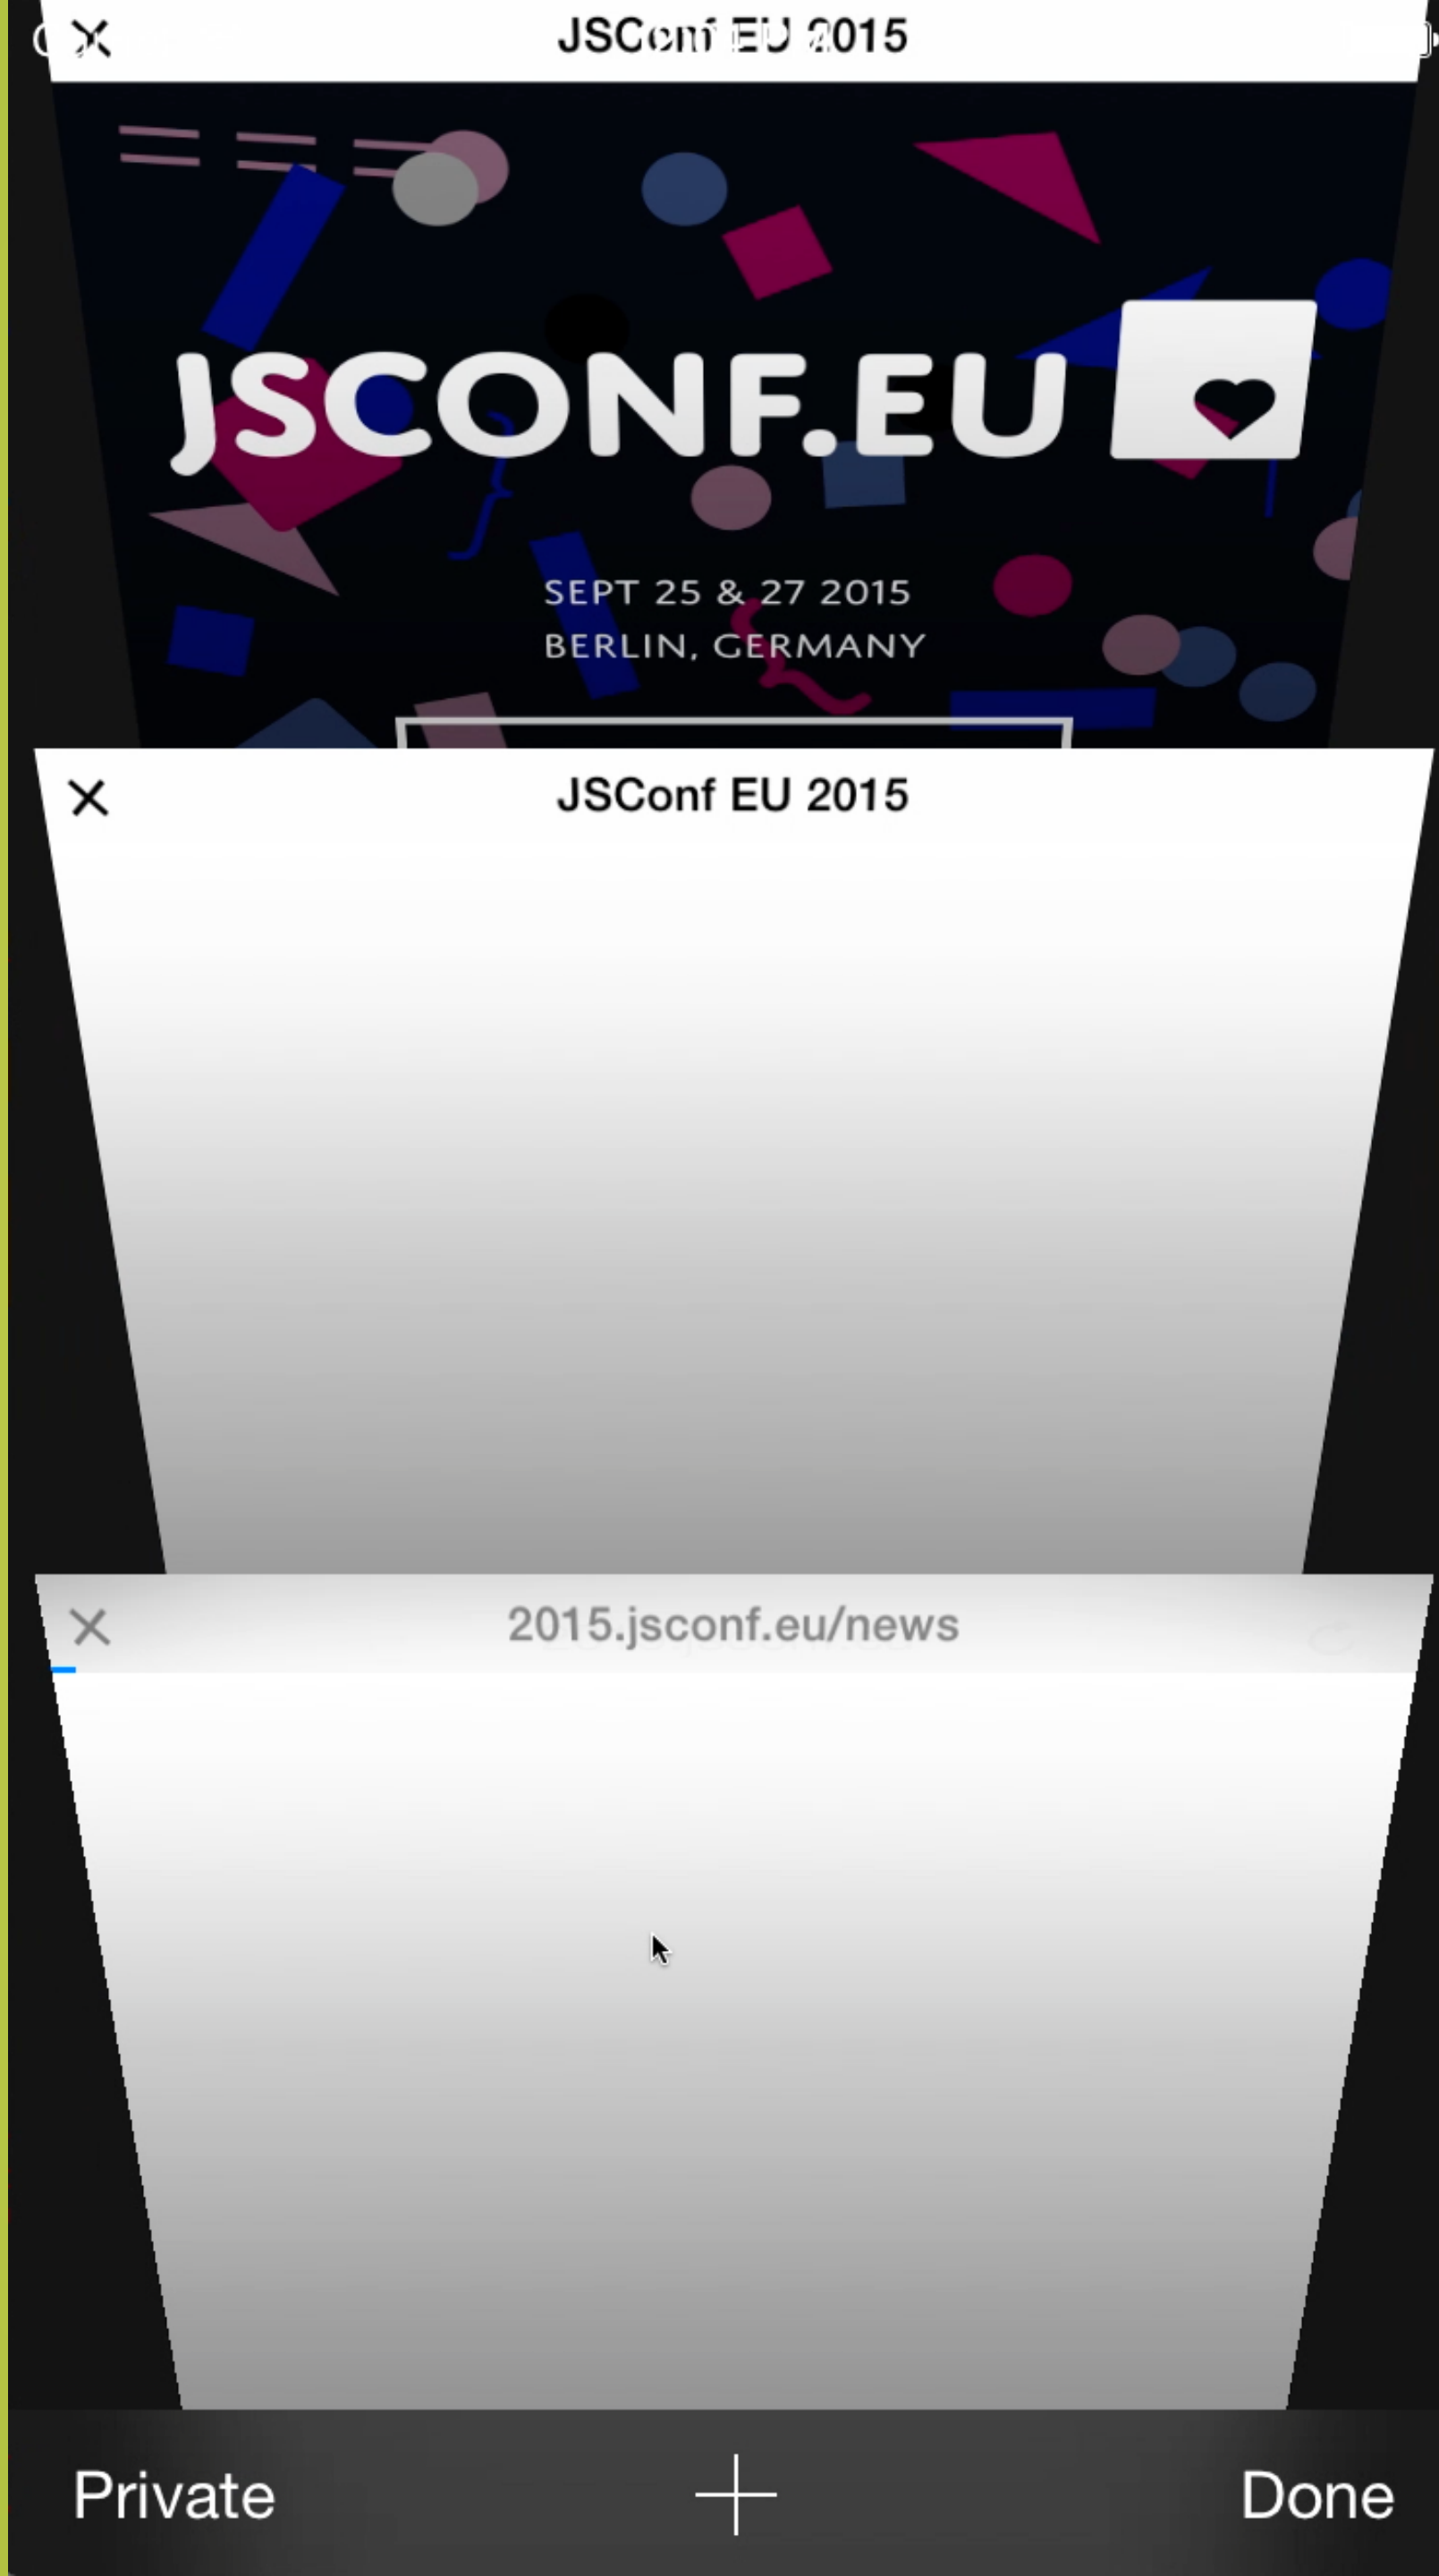 JSConf EU 2015
JSCONF.EU
SEPT 25 & 27 2015
BERLIN, GERMANY
JSConf EU 2015
2015.jsconf.eu/news
Private
Done